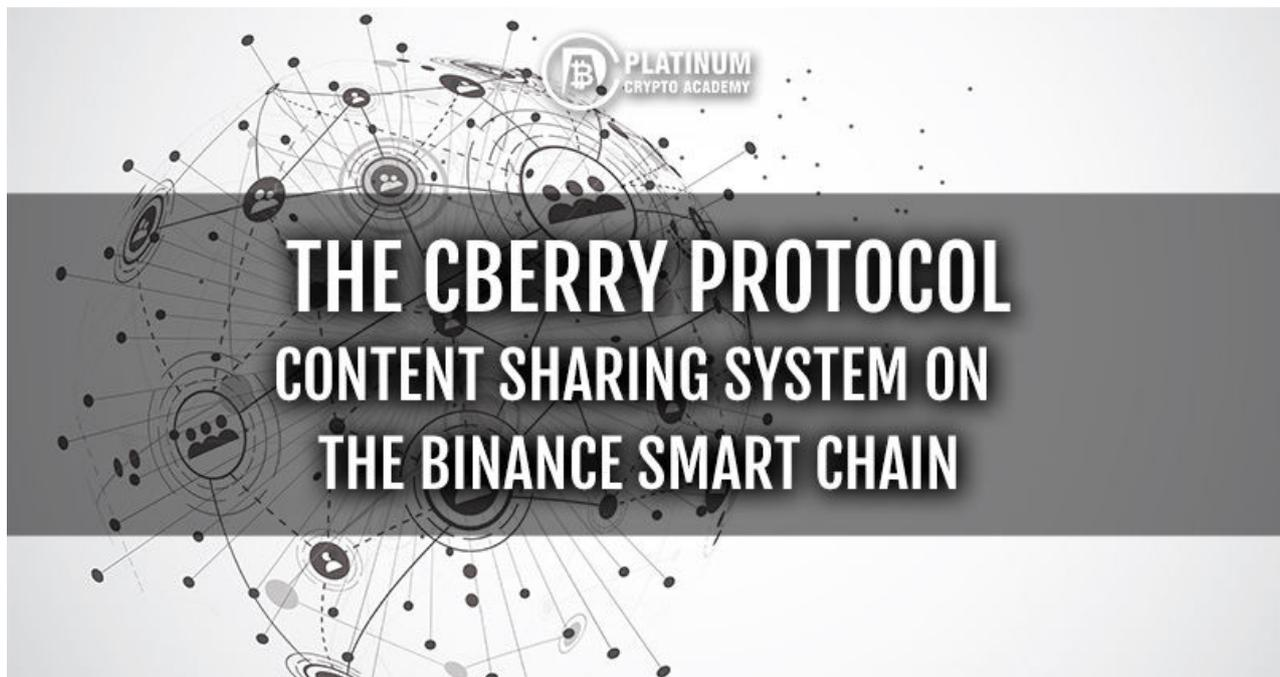 PLATINUM
CRYPTO ACADEMY
THE CBERRY PROTOCOL
CONTENT SHARING SYSTEM ON
THE BINANCE SMART CHAIN